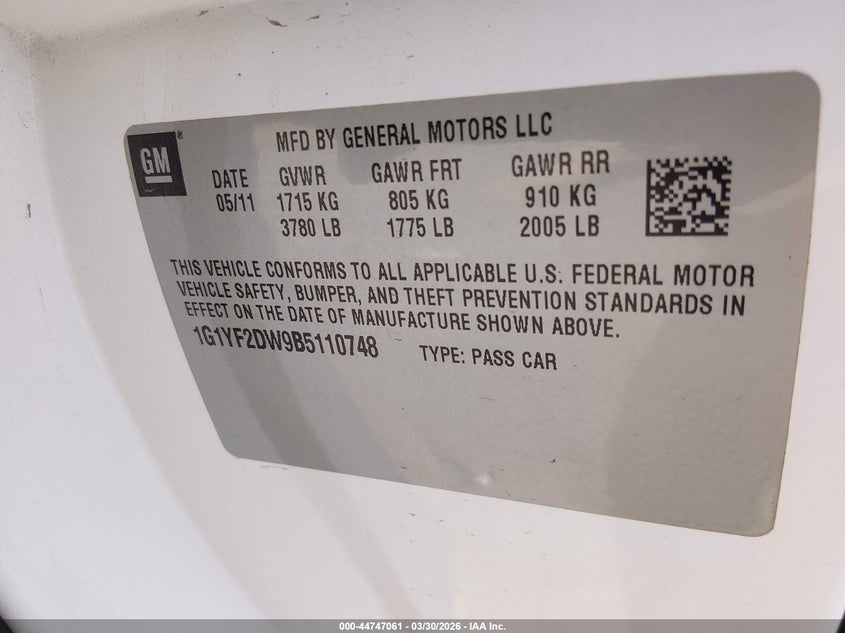 GM
MFD BY GENERAL MOTORS LLC
DATE GVWR GAWR FRT GAWR RR
05/11 1715 KG 805 KG 910 KG
3780 LB 1775 LB 2005 LB
THIS VEHICLE CONFORMS TO ALL APPLICABLE U.S. FEDERAL MOTOR
VEHICLE SAFETY, BUMPER, AND THEFT PREVENTION STANDARDS IN
EFFECT ON THE DATE OF MANUFACTURE SHOWN ABOVE.
1G1YF2DW9B5110748 TYPE: PASS CAR
000-44747061 - 03/30/2026 - IAA Inc.